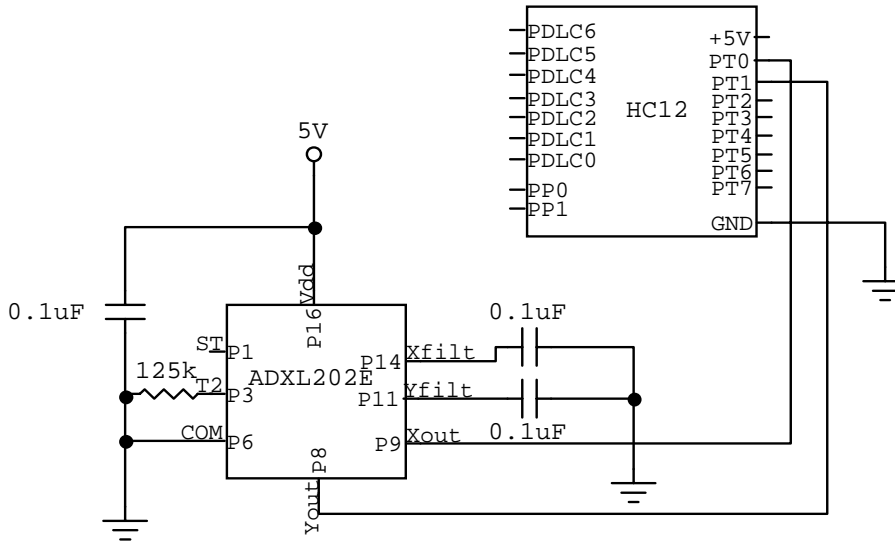 PDLC6
PDLC5
PDLC4
PDLC3
PDLC2
PDLC1
PDLC0
PP0
PP1
HC12
+5V
PT0
PT1
PT2
PT3
PT4
PT5
PT6
PT7
GND
5V
0.1uF
Vdd
P16
ST
P1
125k
T2
P3
COM
P6
ADXL202E
P14
Xfilt
0.1uF
P11
Yfilt
0.1uF
P9
Xout
P8
Yout